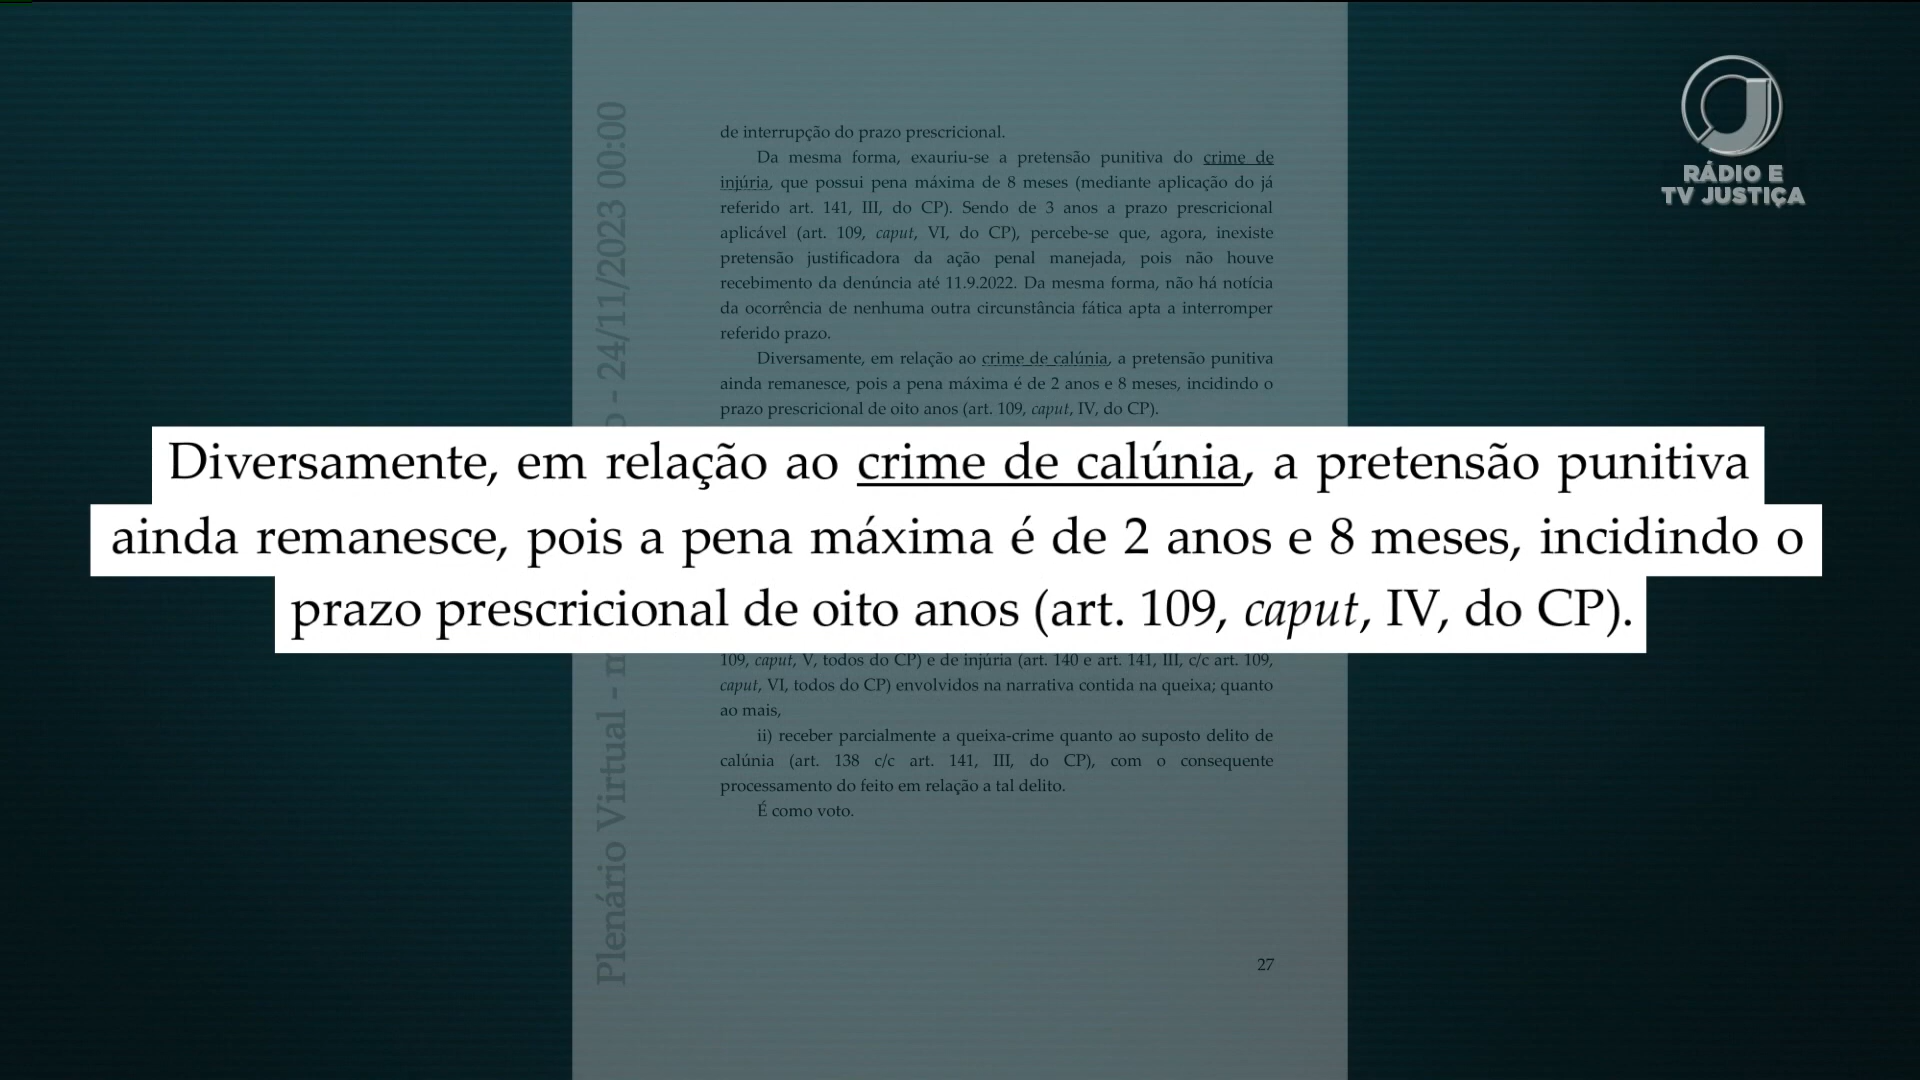 RÁDIO E
TV JUSTIÇA
Plenário Virtual - m
o - 24/11/2023 00:00
de interrupção do prazo prescricional.
Da mesma forma, exauriu-se a pretensão punitiva do crime de
injúria, que possui pena máxima de 8 meses (mediante aplicação do já
referido art. 141, III, do CP). Sendo de 3 anos a prazo prescricional
aplicável (art. 109, caput, VI, do CP), percebe-se que, agora, inexiste
pretensão justificadora da ação penal manejada, pois não houve
recebimento da denúncia até 11.9.2022. Da mesma forma, não há notícia
da ocorrência de nenhuma outra circunstância fática apta a interromper
referido prazo.
Diversamente, em relação ao crime de calúnia, a pretensão punitiva
ainda remanesce, pois a pena máxima é de 2 anos e 8 meses, incidindo o
prazo prescricional de oito anos (art. 109, caput, IV, do CP).
Diversamente, em relação ao crime de calúnia, a pretensão punitiva
ainda remanesce, pois a pena máxima é de 2 anos e 8 meses, incidindo o
prazo prescricional de oito anos (art. 109, caput, IV, do CP).
109, caput, V, todos do CP) e de injúria (art. 140 e art. 141, III, c/c art. 109,
caput, VI, todos do CP) envolvidos na narrativa contida na queixa; quanto
ao mais,
ii) receber parcialmente a queixa-crime quanto ao suposto delito de
calúnia (art. 138 c/c art. 141, III, do CP), com o consequente
processamento do feito em relação a tal delito.
É como voto.
27